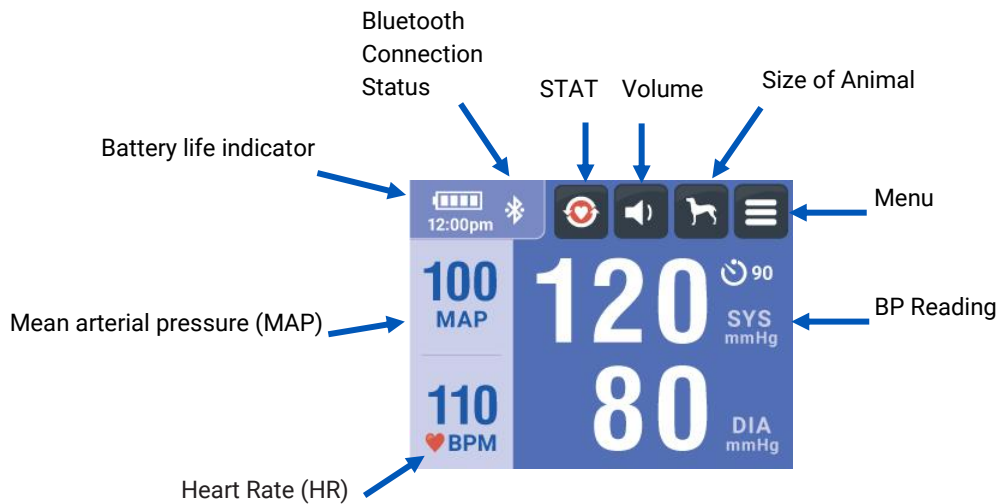 Bluetooth
Connection
Status
STAT
Volume
Size of Animal
Battery life indicator
Menu
12:00pm
100
MAP
120
90
SYS
mmHg
Mean arterial pressure (MAP)
BP Reading
110
BPM
80
DIA
mmHg
Heart Rate (HR)